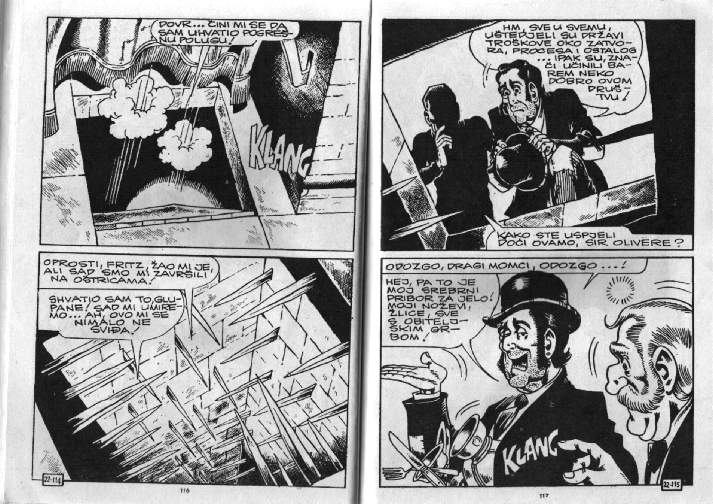 DOVR... ČINI MI SE DA
SAM UHVATIO POGREŠ-
NU POLUGU!
KLANG
OPROSTI, FRITZ. ŽAO MI JE,
ALI SAD SMO MI ZAVRŠILI
NA OŠTRICAMA!
SHVATIO SAM TO, GLU-
PANE! SAD MI UMIRE-
MO... AH, OVO MI SE
NIMALO NE
SVIĐA!
22-114
116
HM, SVE U SVEMU,
UŠTEDJELI SU DRŽAVI
TROŠKOVE OKO ZATVO-
RA, PROCESA I OSTALOG
... IPAK SU, ZNA-
ČI UČINILI BA-
REM NEKO
DOBRO OVOM
DRUŠ-
TVU!
KAKO STE USPJELI
DOĆI OVAMO, SIR OLIVERE?
ODOZGO, DRAGI MOMCI, ODOZGO...!
HEJ, PA TO JE
MOJ SREBRNI
PRIBOR ZA JELO!
MOJI NOŽEVI,
ŽLICE, SVE
S OBITELJ-
SKIM GR-
BOM!
KLANG
22-115
117